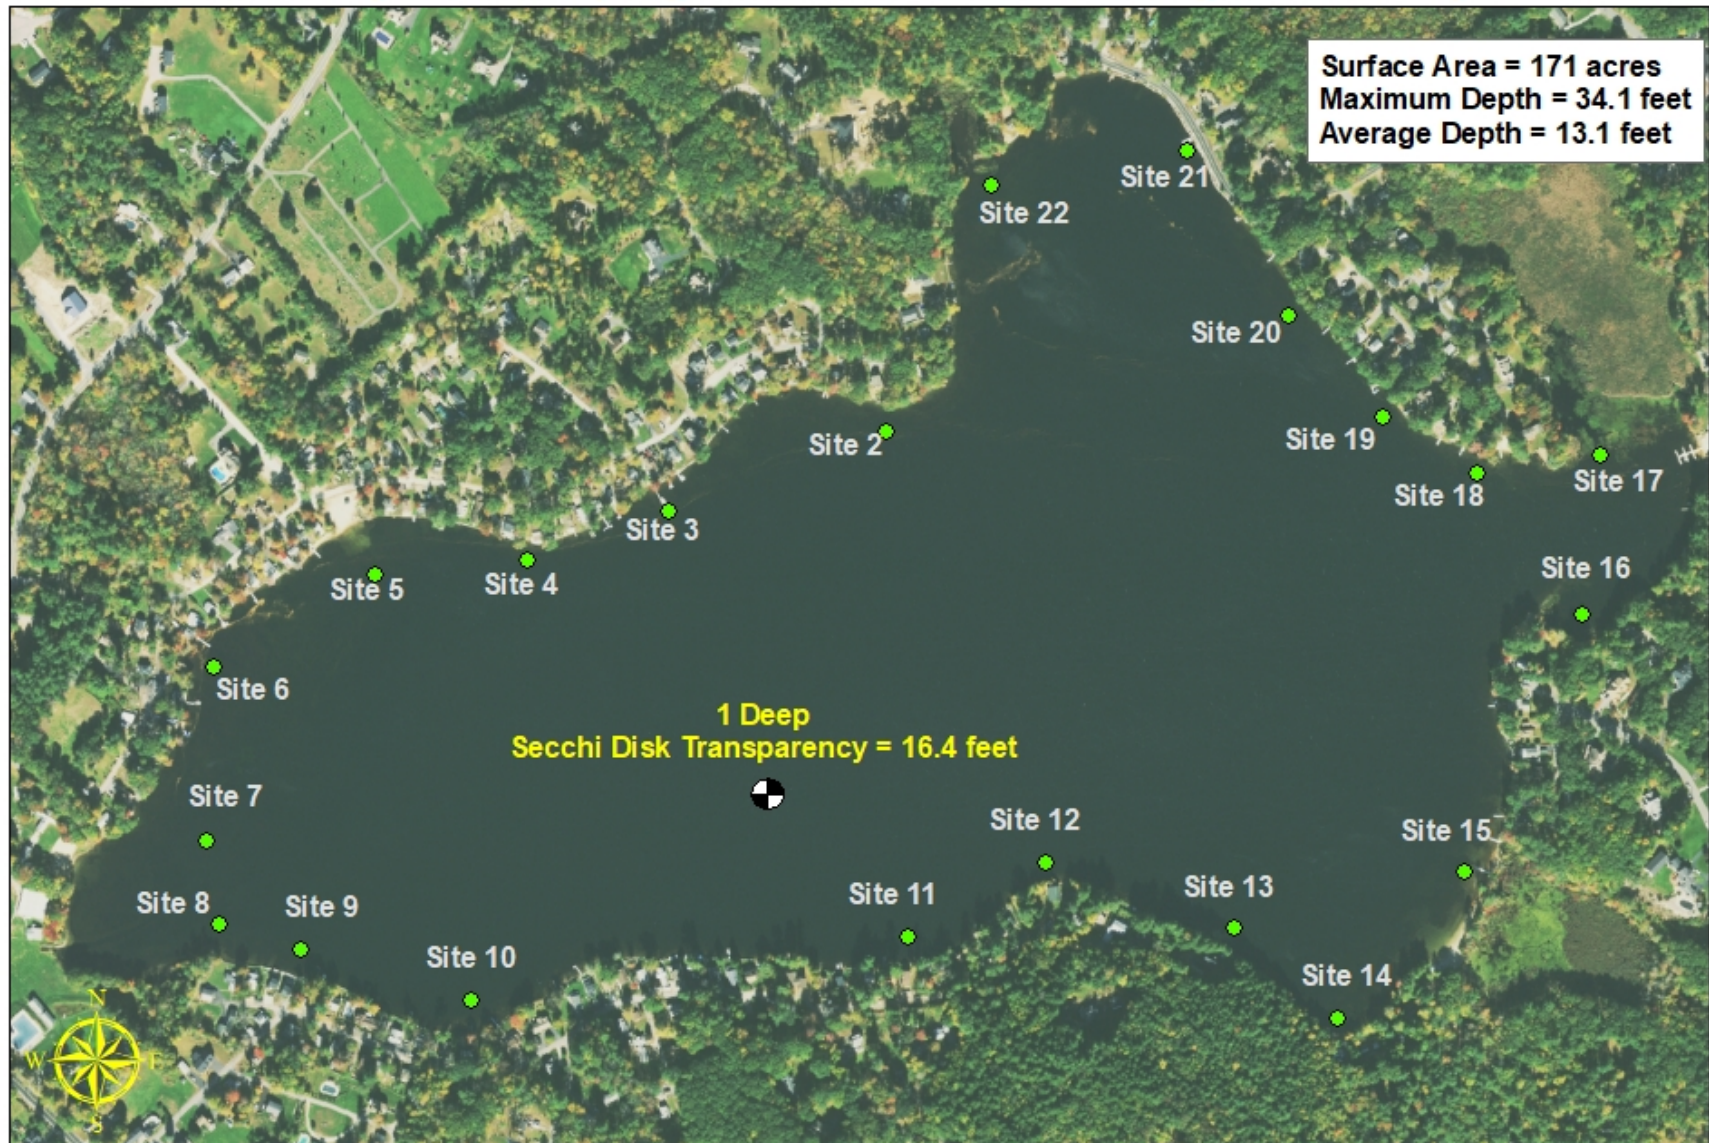 Surface Area = 171 acres
Maximum Depth = 34.1 feet
Average Depth = 13.1 feet
Site 21
Site 22
Site 20
Site 2
Site 19
Site 17
Site 18
Site 3
Site 16
Site 5
Site 4
Site 6
1 Deep
Secchi Disk Transparency = 16.4 feet
Site 7
Site 12
Site 15
Site 13
Site 11
Site 8
Site 9
Site 10
Site 14
N
W
E
S